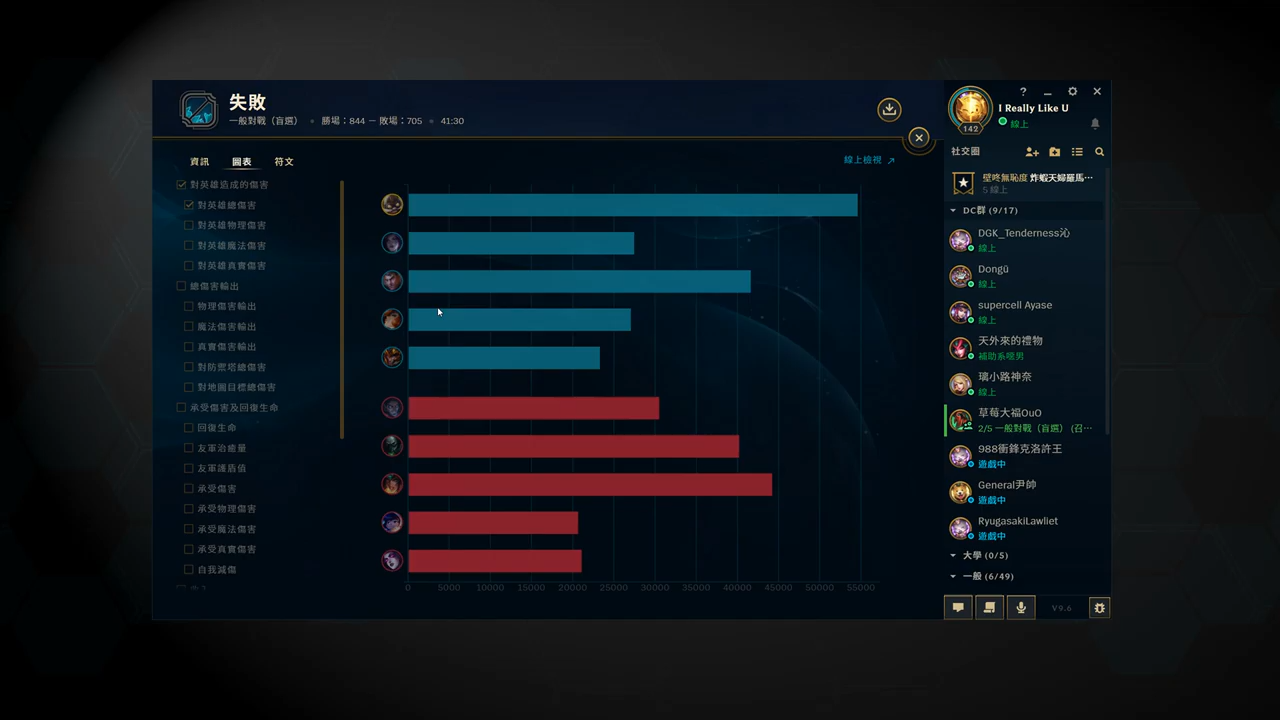 失敗
一般對戰（盲選） 勝場：844 － 敗場：705 41:30
資訊 圖表 符文
線上檢視
對英雄造成的傷害
對英雄總傷害
對英雄物理傷害
對英雄魔法傷害
對英雄真實傷害
總傷害輸出
物理傷害輸出
魔法傷害輸出
真實傷害輸出
對防禦塔總傷害
對地圖目標總傷害
承受傷害及回復生命
回復生命
友軍治癒量
友軍護盾值
承受傷害
承受物理傷害
承受魔法傷害
承受真實傷害
自我減傷
0 5000 10000 15000 20000 25000 30000 35000 40000 45000 50000 55000
142
I Really Like U
線上
社交圈
壁咚無恥度 炸蝦天婦羅馬…
5 線上
DC群 (9/17)
DGK_Tenderness沁
線上
Dongü
線上
supercell Ayase
線上
天外來的禮物
補助系噁男
璃小路神奈
線上
草莓大福OuO
2/5 一般對戰（盲選） (召…
988衝鋒克洛許王
遊戲中
General尹帥
遊戲中
RyugasakiLawliet
遊戲中
大學 (0/5)
一般 (6/49)
V9.6